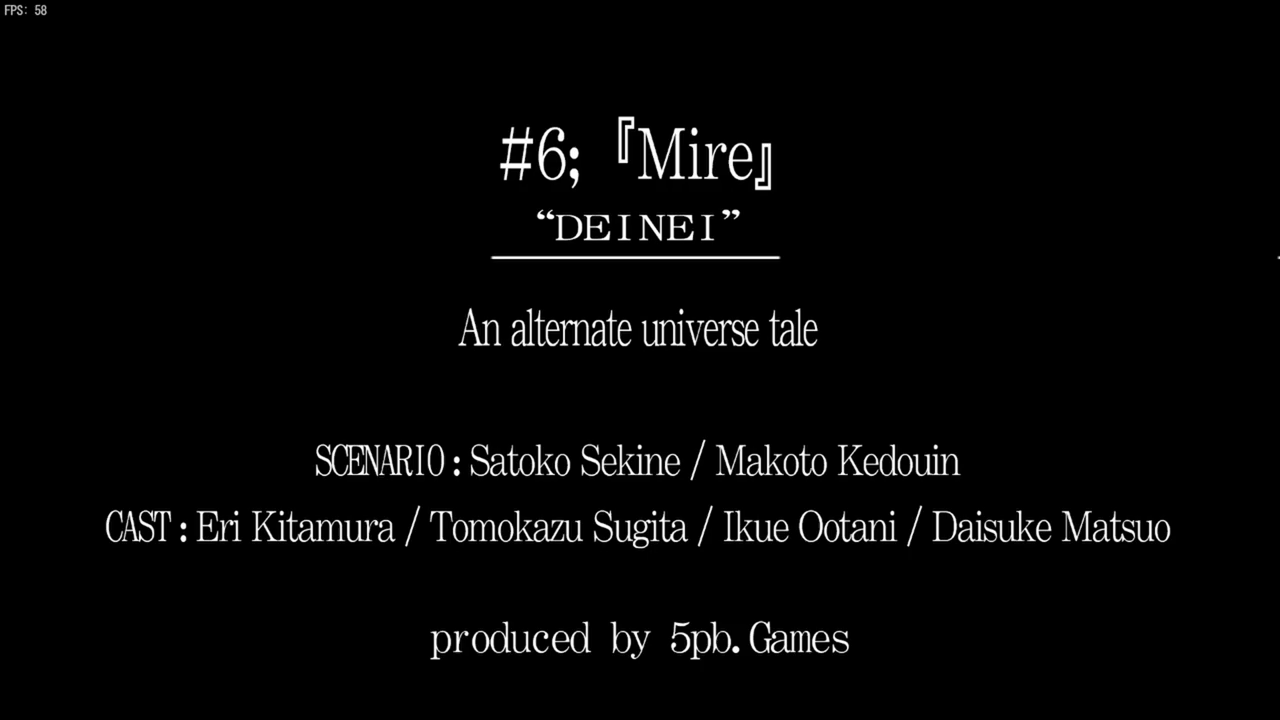 FPS: 58
#6;『Mire』
“DEINEI”
An alternate universe tale
SCENARIO:Satoko Sekine / Makoto Kedouin
CAST:Eri Kitamura / Tomokazu Sugita / Ikue Ootani / Daisuke Matsuo
produced by 5pb.Games